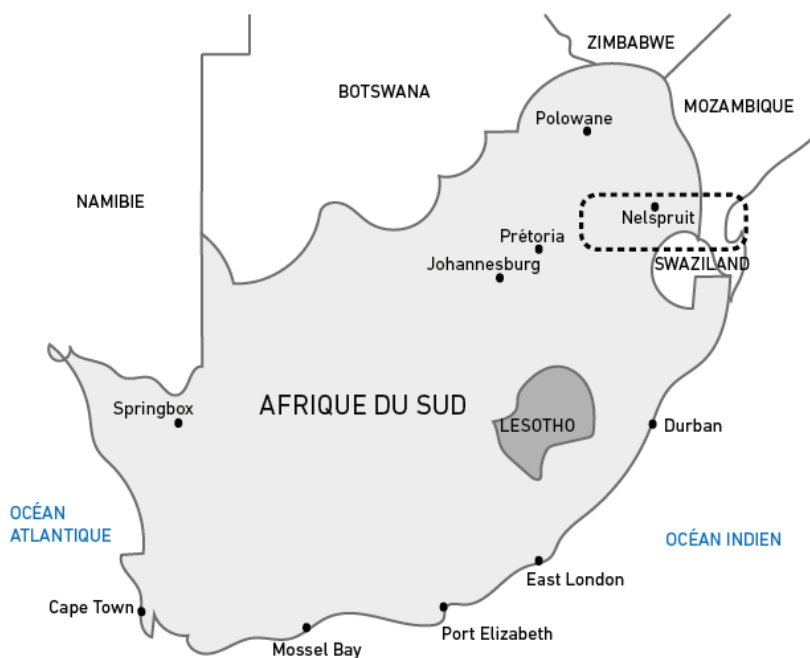 ZIMBABWE
BOTSWANA
MOZAMBIQUE
Polowane
NAMIBIE
Nelspruit
Prétoria
Johannesburg
SWAZILAND
AFRIQUE DU SUD
Springbox
LESOTHO
Durban
OCÉAN
ATLANTIQUE
OCÉAN INDIEN
East London
Cape Town
Port Elizabeth
Mossel Bay